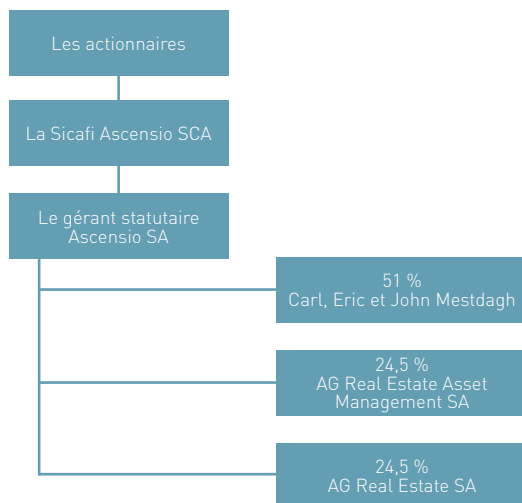 Les actionnaires
La Sicafi Ascensio SCA
Le gérant statutaire
Ascensio SA
51 %
Carl, Eric et John Mestdagh
24,5 %
AG Real Estate Asset
Management SA
24,5 %
AG Real Estate SA